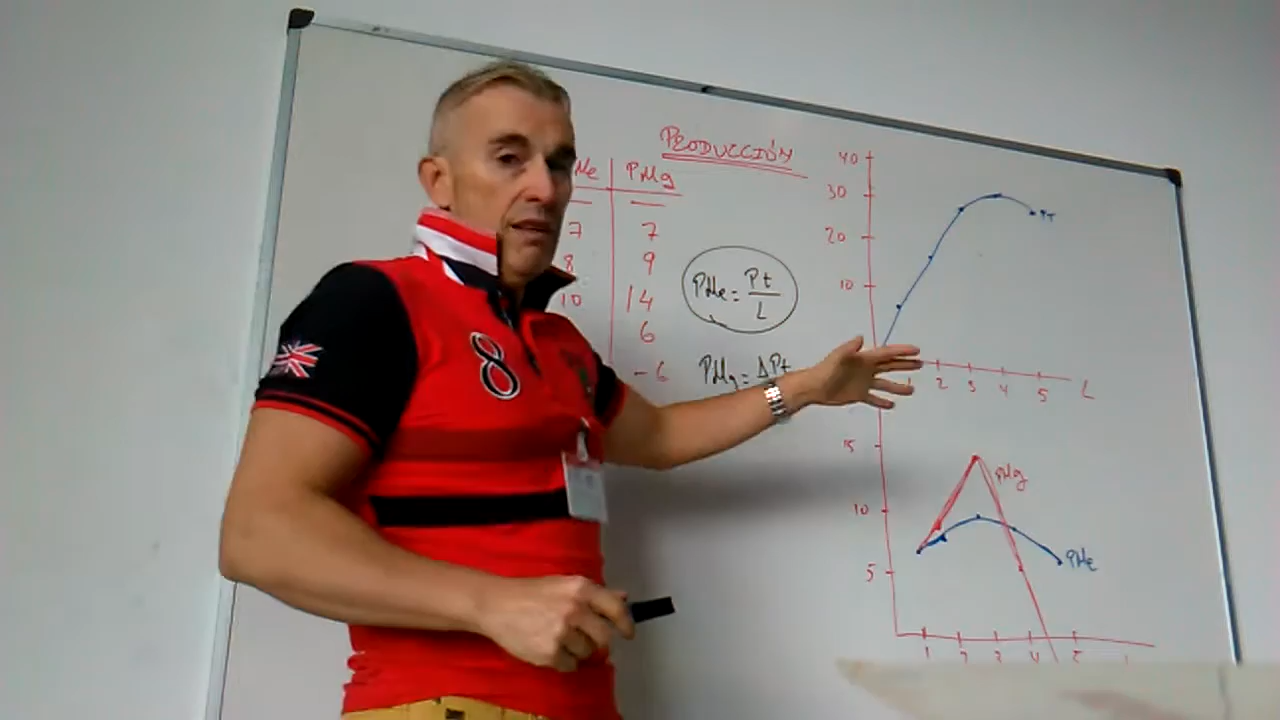 PRODUCCIÓN
Me PMg
7 7
8 9
10 14
6
-6
PMe = Pt
L
PMg = ΔPt
40
30
20
10
PT
1 2 3 4 5 L
15
10
5
PMg
PMe
1 2 3 4 5
8